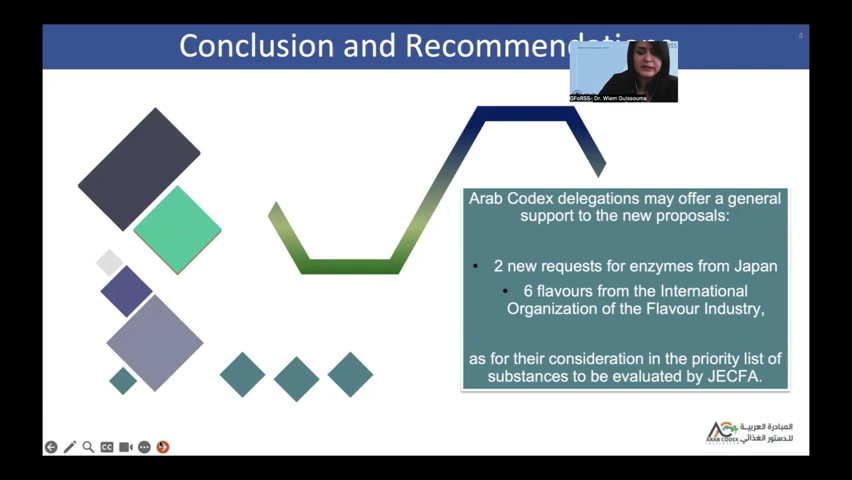 Conclusion and Recommendations
4
GFoRSS- Dr. Wiem Guissouma
Arab Codex delegations may offer a general
support to the new proposals:
• 2 new requests for enzymes from Japan
• 6 flavours from the International
Organization of the Flavour Industry,
as for their consideration in the priority list of
substances to be evaluated by JECFA.
CC
المبادرة العربية
للدستور الغذائي
ARAB CODEX